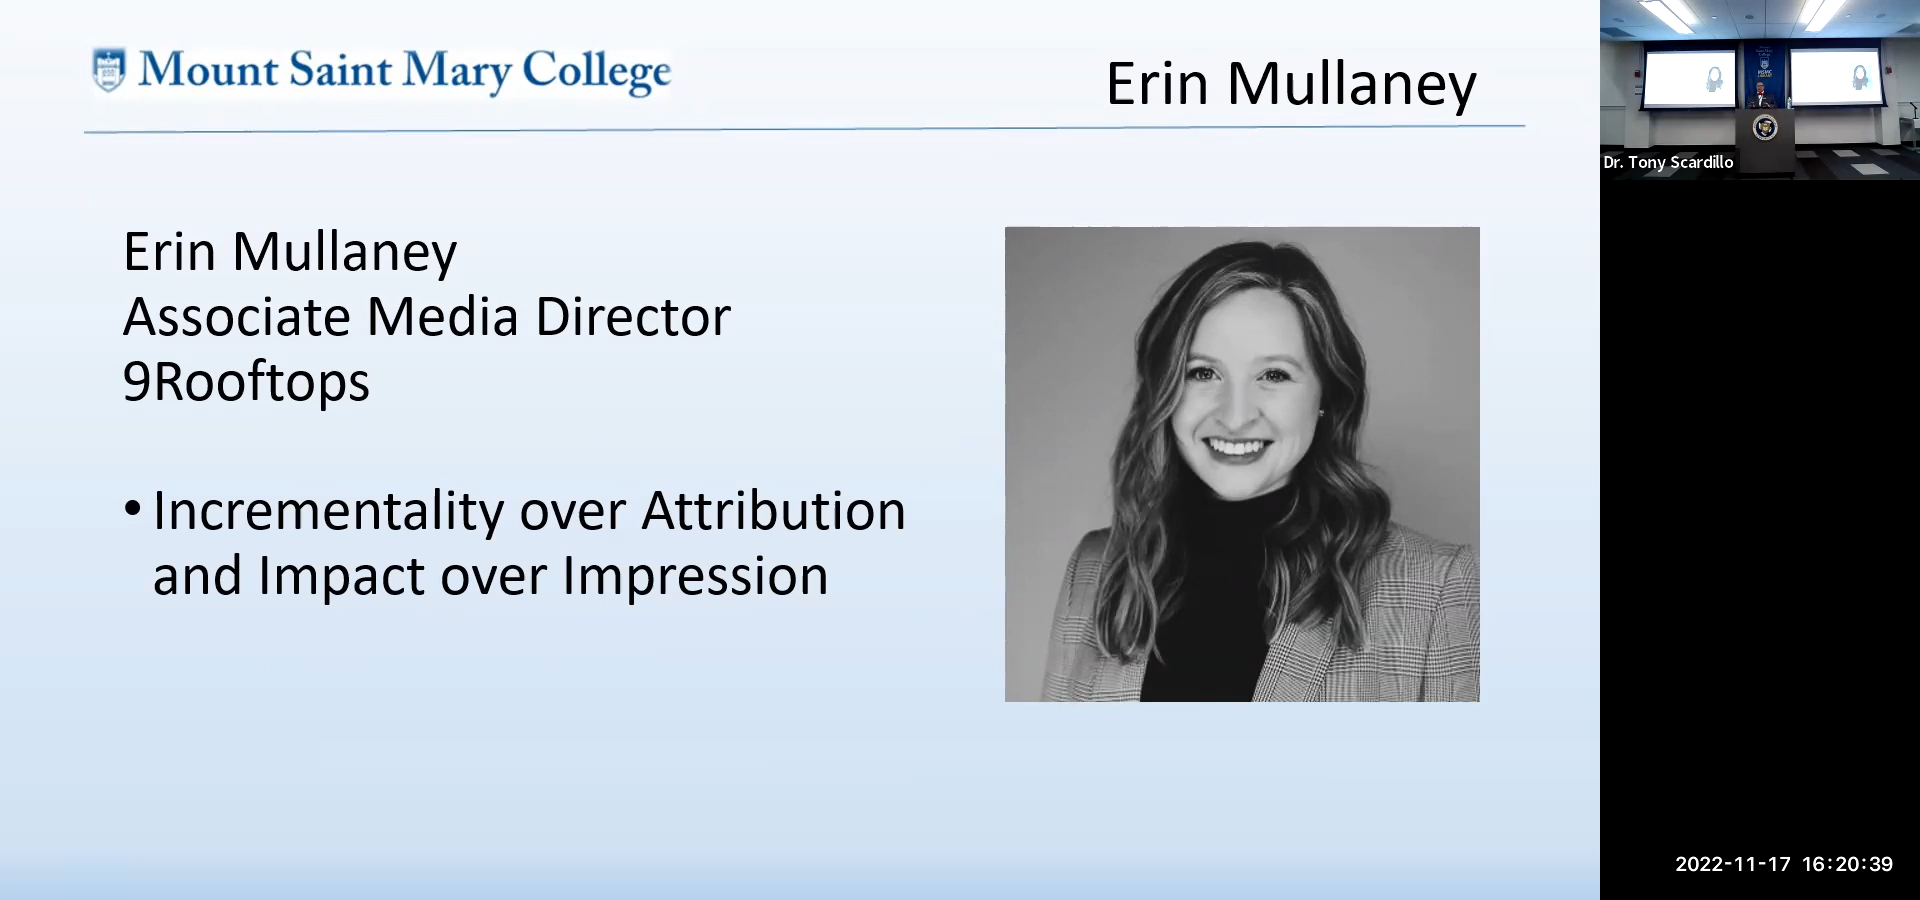 Mount Saint Mary College
Erin Mullaney
Erin Mullaney
Associate Media Director
9Rooftops
• Incrementality over Attribution
and Impact over Impression
Dr. Tony Scardillo
2022-11-17 16:20:39